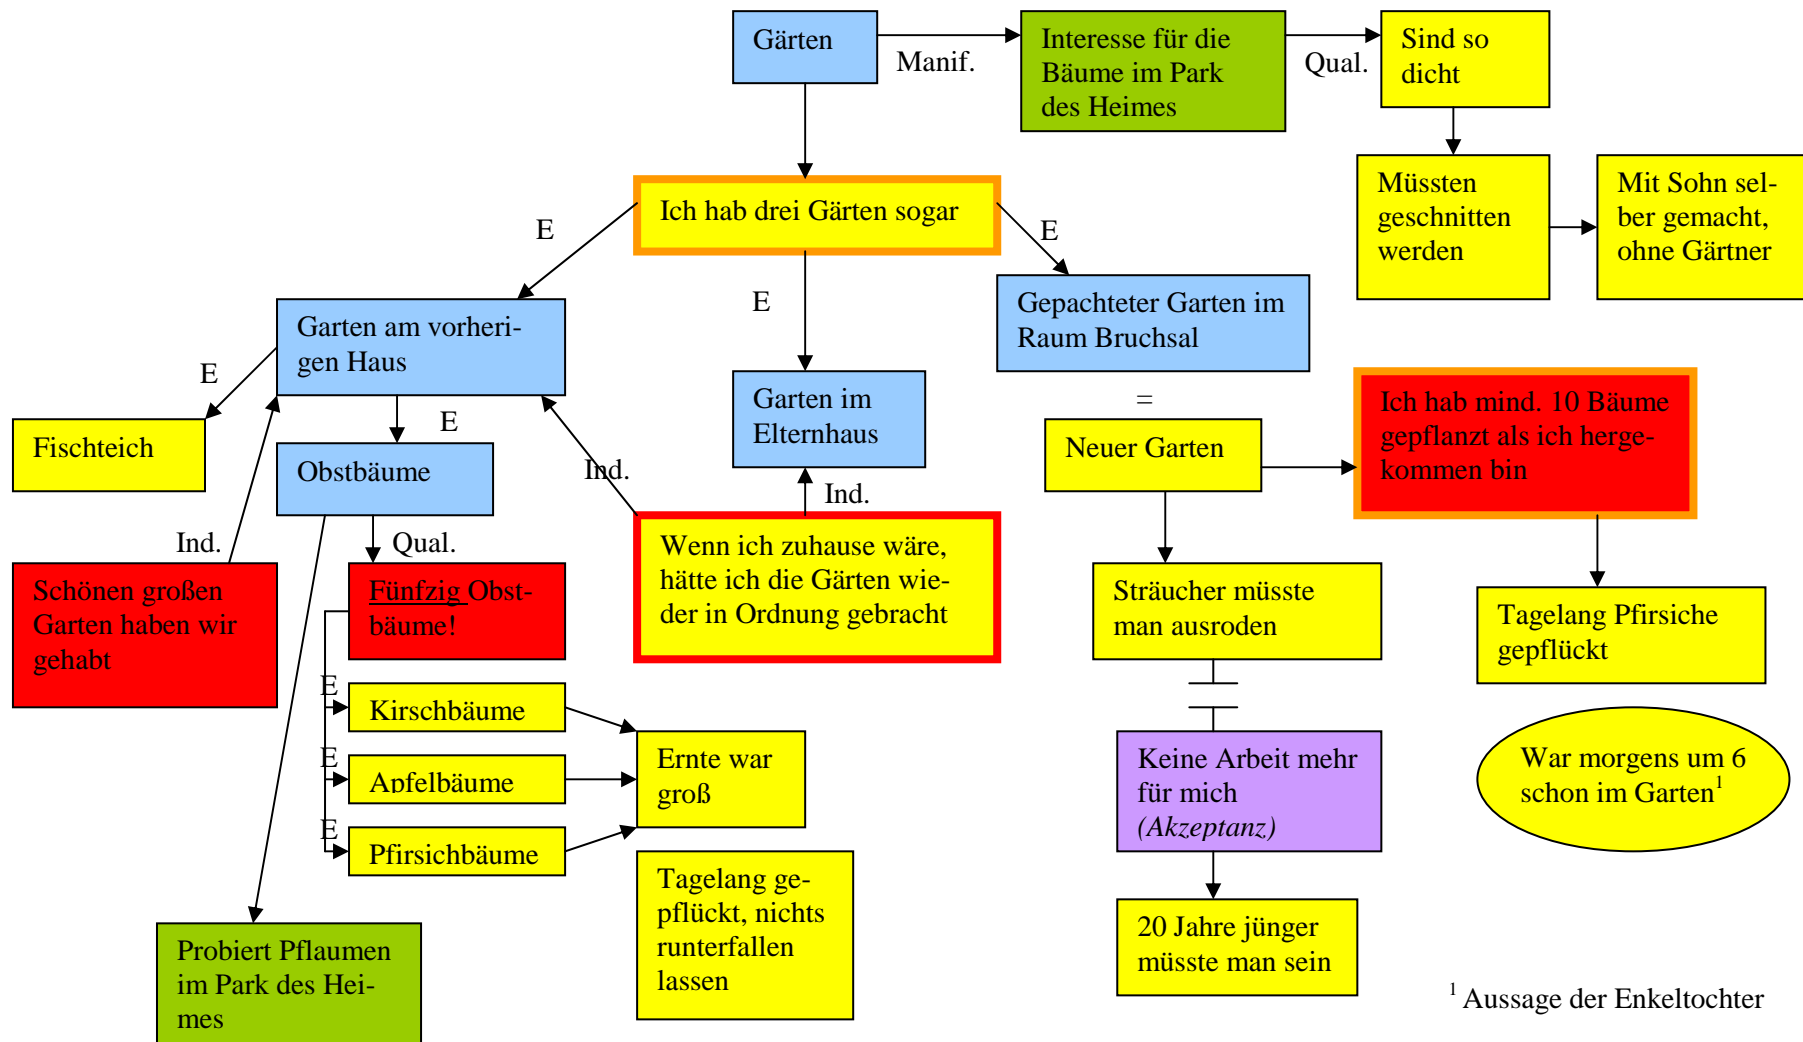 Gärten
Manif.
Interesse für die
Bäume im Park
des Heimes
Qual.
Sind so
dicht
Müssten
geschnitten
werden
Mit Sohn sel-
ber gemacht,
ohne Gärtner
Ich hab drei Gärten sogar
E
E
E
Garten am vorheri-
gen Haus
Gepachteter Garten im
Raum Bruchsal
Garten im
Elternhaus
=
Neuer Garten
Ich hab mind. 10 Bäume
gepflanzt als ich herge-
kommen bin
E
Fischteich
E
Obstbäume
Ind.
Ind.
Ind.
Qual.
Schönen großen
Garten haben wir
gehabt
Fünfzig Obst-
bäume!
Wenn ich zuhause wäre,
hätte ich die Gärten wie-
der in Ordnung gebracht
Sträucher müsste
man ausroden
Tagelang Pfirsiche
gepflückt
E
Kirschbäume
E
Apfelbäume
E
Pfirsichbäume
Ernte war
groß
Keine Arbeit mehr
für mich
(Akzeptanz)
War morgens um 6
schon im Garten1
Tagelang ge-
pflückt, nichts
runterfallen
lassen
20 Jahre jünger
müsste man sein
Probiert Pflaumen
im Park des Hei-
mes
1 Aussage der Enkeltochter